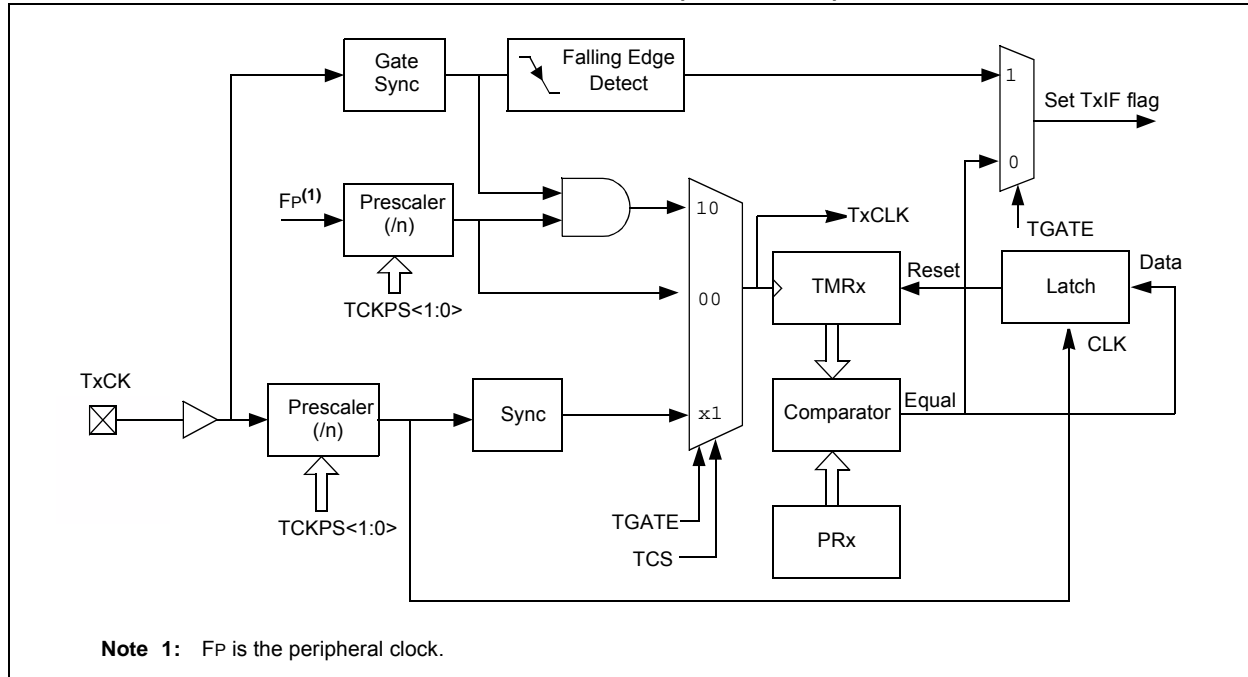 Gate
Sync
Falling Edge
Detect
1
Set TxIF flag
0
FP(1)
Prescaler
(/n)
10
TxCLK
TGATE
TCKPS<1:0>
00
TMRx
Reset
Latch
Data
CLK
TxCK
Prescaler
(/n)
Sync
x1
Comparator
Equal
TCKPS<1:0>
TGATE
TCS
PRx
Note 1: FP is the peripheral clock.